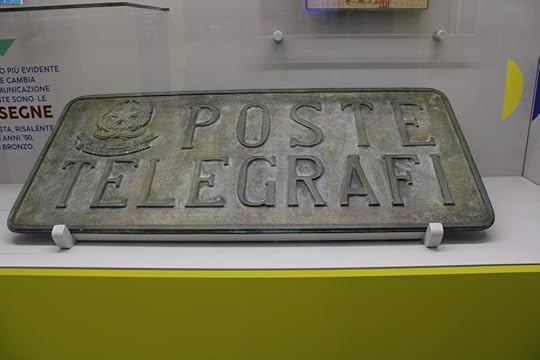 O PIÙ EVIDENTE
E CAMBIA
MUNICAZIONE
STE SONO LE
SEGNE
STA, RISALENTE
ANNI '50,
BRONZO.
POSTE
TELEGRAFI